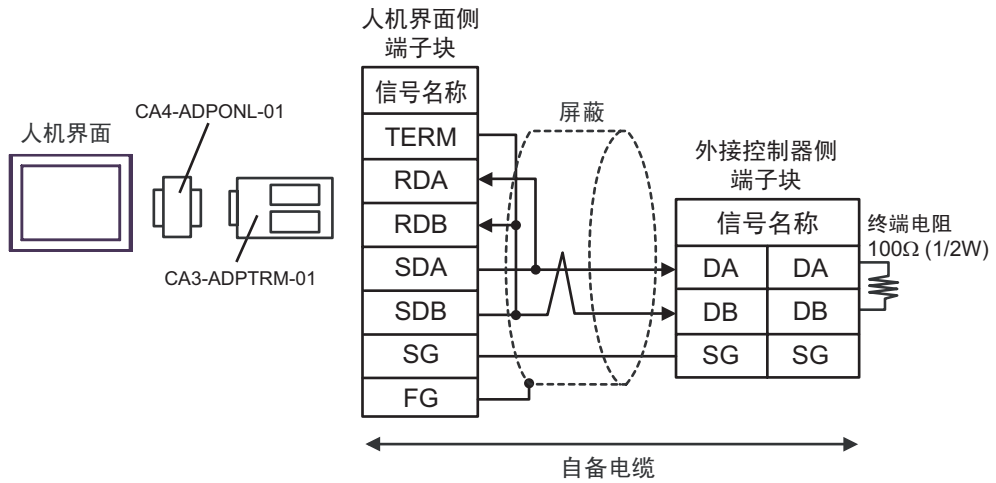 人机界面
CA4-ADPONL-01
CA3-ADPTRM-01
人机界面侧
端子块
信号名称
TERM
RDA
RDB
SDA
SDB
SG
FG
屏蔽
外接控制器侧
端子块
信号名称
DA DA
DB DB
SG SG
终端电阻
100Ω (1/2W)
自备电缆